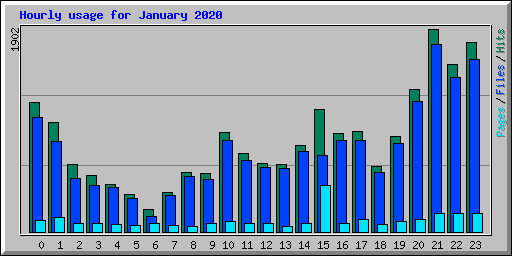 Hourly usage for January 2020
1902
Pages/Files/Hits
0 1 2 3 4 5 6 7 8 9 10 11 12 13 14 15 16 17 18 19 20 21 22 23